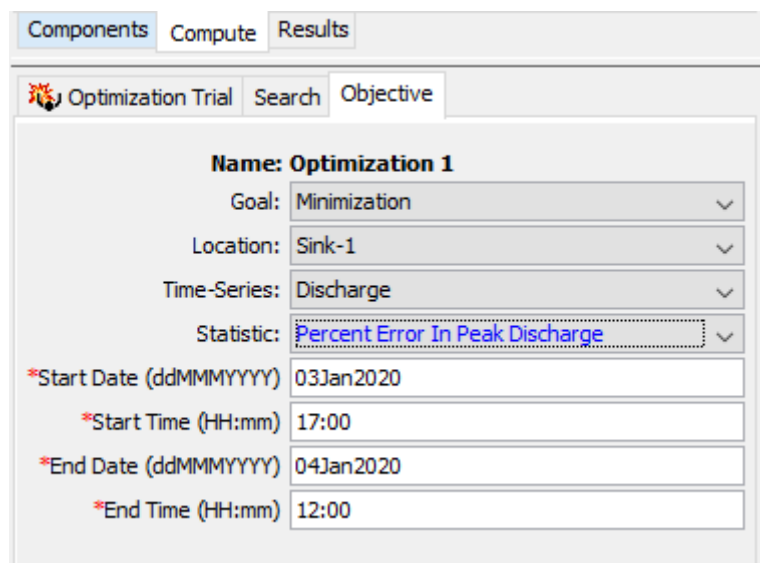 Components Compute Results
Optimization Trial Search Objective
Name: Optimization 1
Goal: Minimization
Location: Sink-1
Time-Series: Discharge
Statistic: Percent Error In Peak Discharge
*Start Date (ddMMMYYYY) 03Jan2020
*Start Time (HH:mm) 17:00
*End Date (ddMMMYYYY) 04Jan2020
*End Time (HH:mm) 12:00